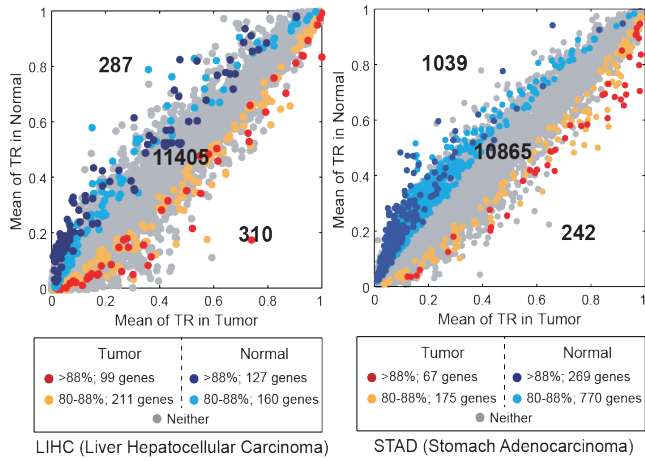 1
0.8
0.6
0.4
0.2
0
Mean of TR in Normal
287
11405
310
0.2 0.4 0.6 0.8 1
Mean of TR in Tumor
Tumor Normal
>88%; 99 genes >88%; 127 genes
80-88%; 211 genes 80-88%; 160 genes
Neither
LIHC (Liver Hepatocellular Carcinoma)
1
0.8
0.6
0.4
0.2
0
Mean of TR in Normal
1039
10865
242
0 0.2 0.4 0.6 0.8 1
Mean of TR in Tumor
Tumor Normal
>88%; 67 genes >88%; 269 genes
80-88%; 175 genes 80-88%; 770 genes
Neither
STAD (Stomach Adenocarcinoma)